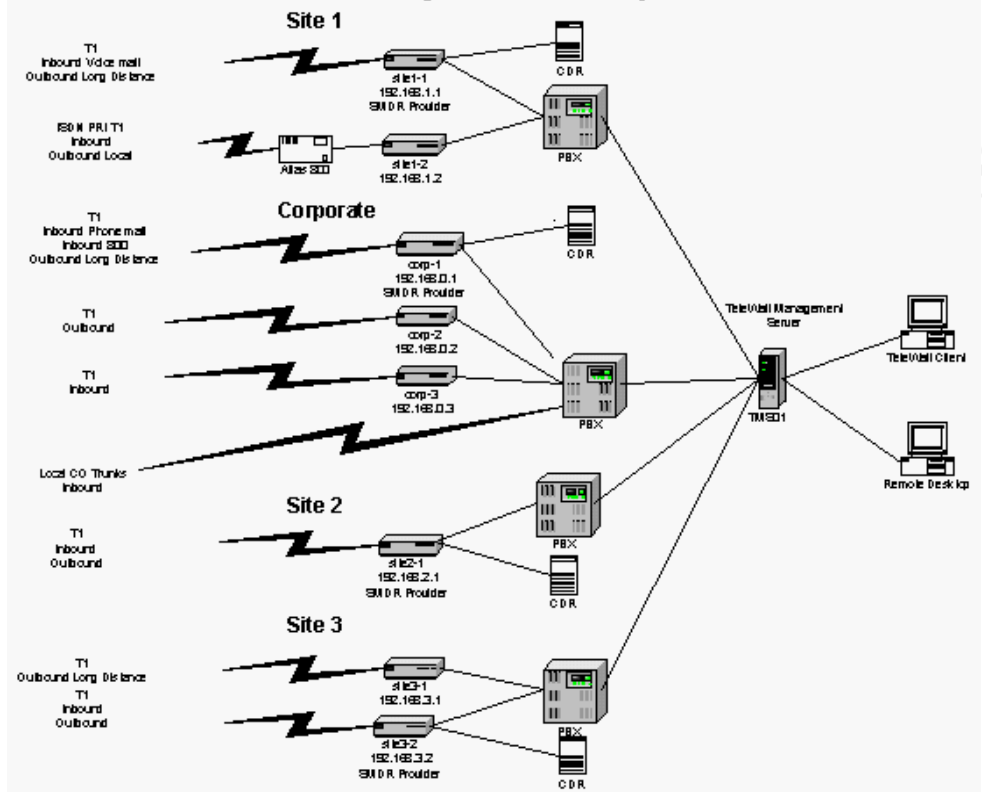 Site 1
T1
Inbound Voice mail
Outbound Long Distance
site1-1
192.168.1.1
SMDR Provider
CDR
ISDN PRI T1
Inbound
Outbound Local
Atlas 800
site1-2
192.168.1.2
PBX
Corporate
T1
Inbound Phone mail
Inbound 800
Outbound Long Distance
corp-1
192.168.0.1
SMDR Provider
CDR
T1
Outbound
corp-2
192.168.0.2
TeleWall Management
Server
TeleWall Client
T1
Inbound
corp-3
192.168.0.3
PBX
TMS01
Local CO Trunks
Inbound
Remote Desktop
Site 2
T1
Inbound
Outbound
site2-1
192.168.2.1
SMDR Provider
PBX
CDR
Site 3
T1
Outbound Long Distance
T1
Inbound
Outbound
site3-1
192.168.3.1
site3-2
192.168.3.2
SMDR Provider
PBX
CDR